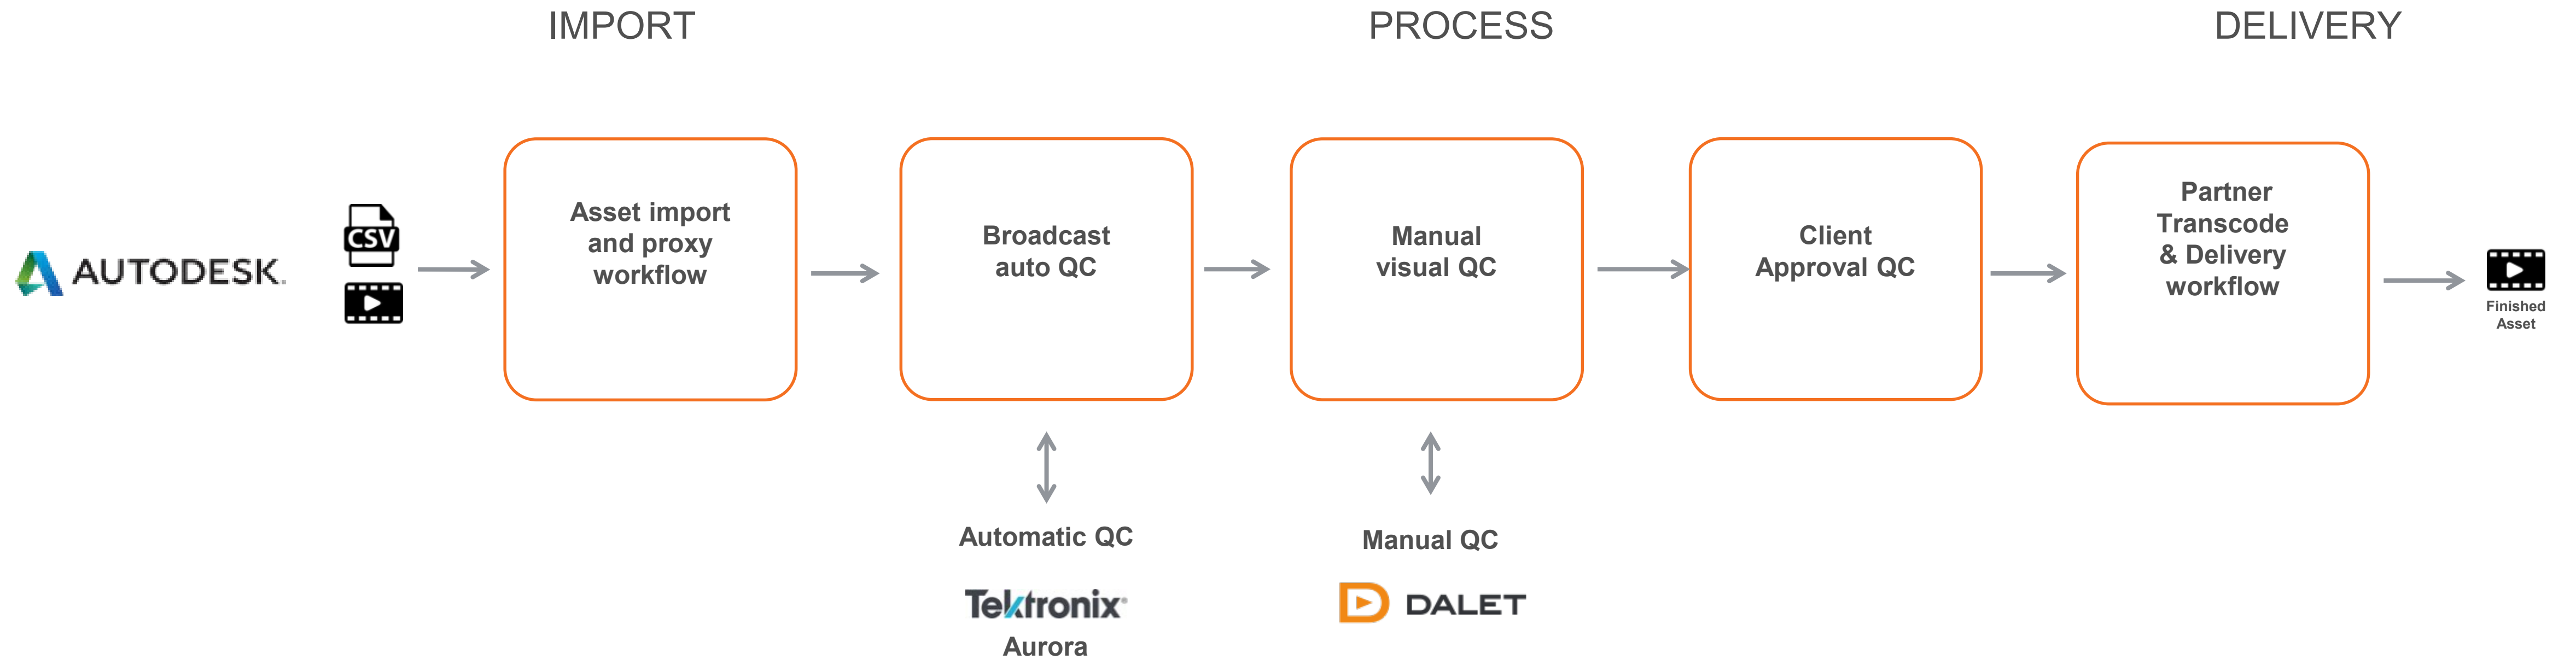 IMPORT
PROCESS
DELIVERY
AUTODESK.
CSV
Asset import
and proxy
workflow
Broadcast
auto QC
Manual
visual QC
Client
Approval QC
Partner
Transcode
& Delivery
workflow
Finished
Asset
Automatic QC
Tektronix®
Aurora
Manual QC
DALET